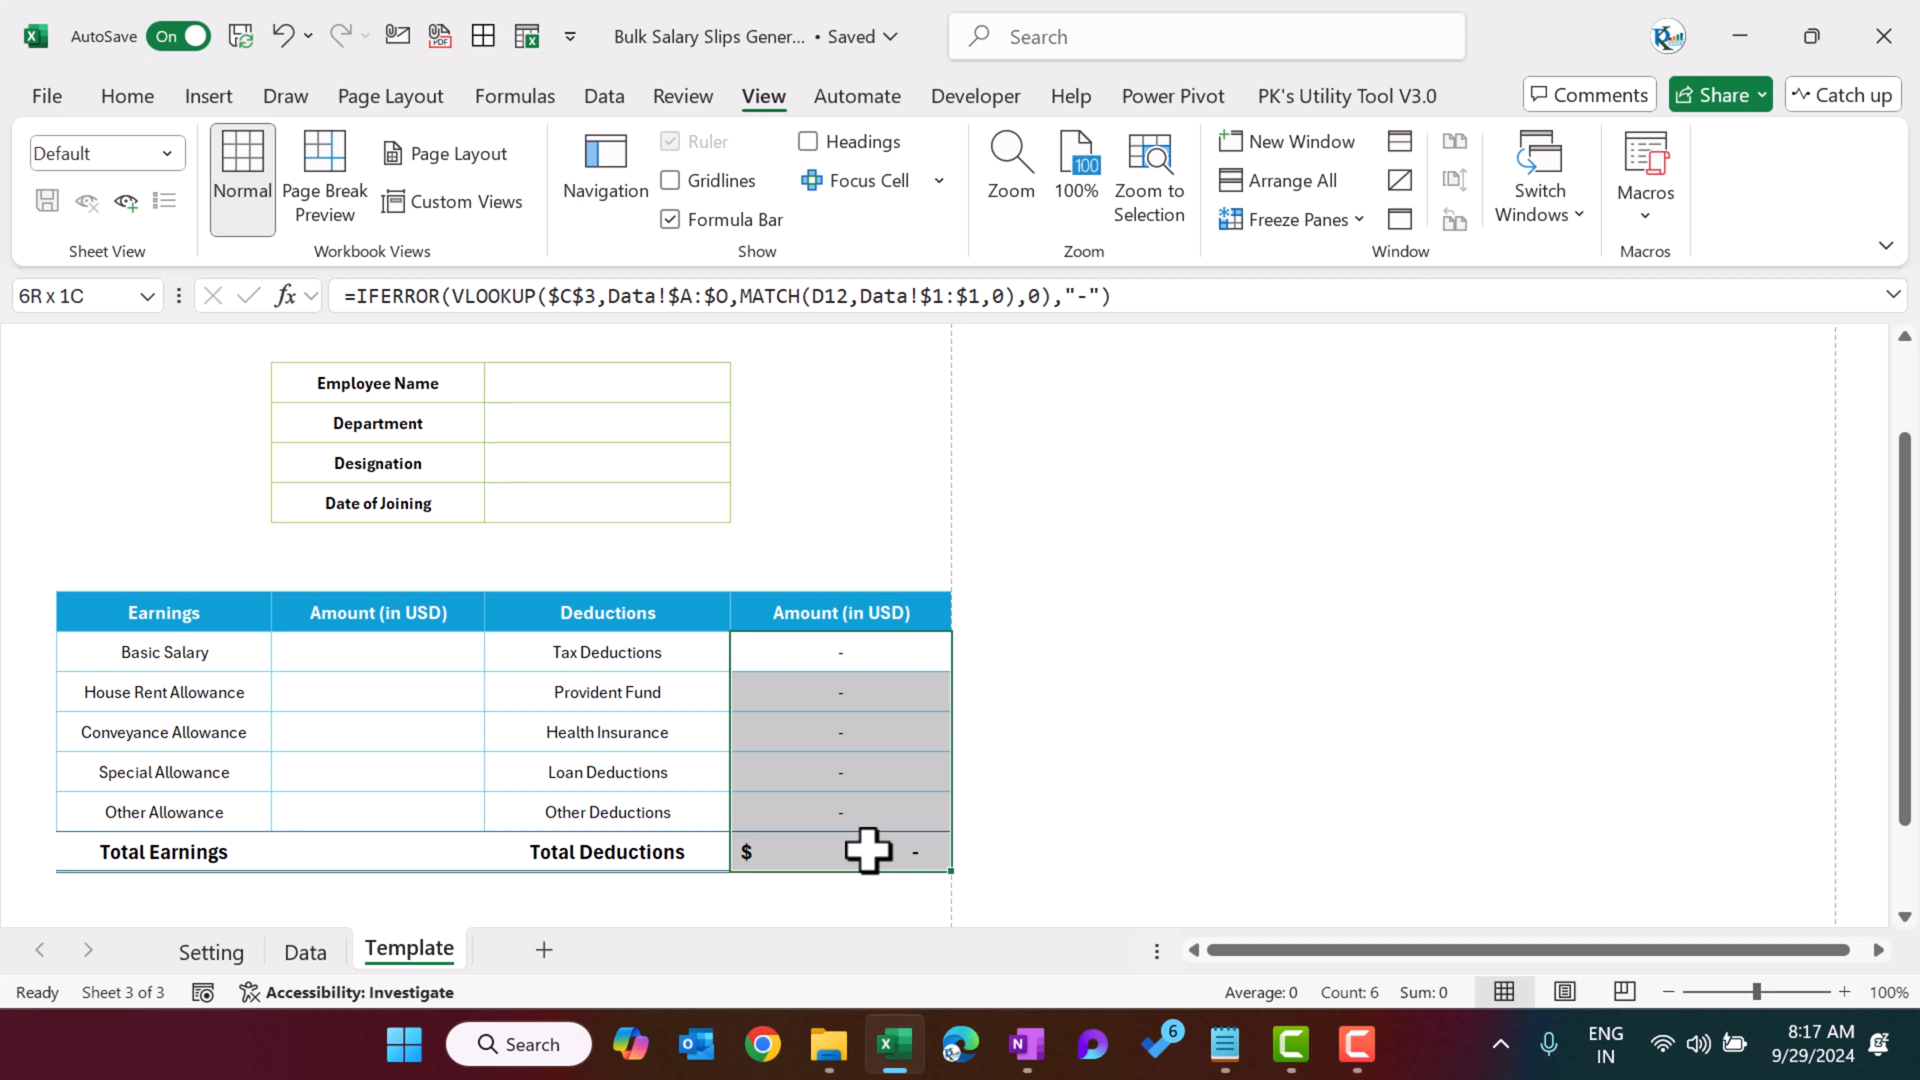 AutoSave On Bulk Salary Slips Gener... • Saved Search
File Home Insert Draw Page Layout Formulas Data Review View Automate Developer Help Power Pivot PK's Utility Tool V3.0 Comments Share Catch up
Default
Sheet View
Normal
Page Break
Preview
Page Layout
Custom Views
Workbook Views
Navigation
Ruler
Gridlines
Formula Bar
Headings
Focus Cell
Show
Zoom
100
100%
Zoom to
Selection
Zoom
New Window
Arrange All
Freeze Panes
Switch
Windows
Window
Macros
Macros
6R x 1C fx =IFERROR(VLOOKUP($C$3,Data!$A:$O,MATCH(D12,Data!$1:$1,0),0),"-")
Employee Name
Department
Designation
Date of Joining
Earnings Amount (in USD) Deductions Amount (in USD)
Basic Salary Tax Deductions -
House Rent Allowance Provident Fund -
Conveyance Allowance Health Insurance -
Special Allowance Loan Deductions -
Other Allowance Other Deductions -
Total Earnings Total Deductions $ -
Setting Data Template
Ready Sheet 3 of 3 Accessibility: Investigate Average: 0 Count: 6 Sum: 0 100%
Search 6 ENG
IN
8:17 AM
9/29/2024